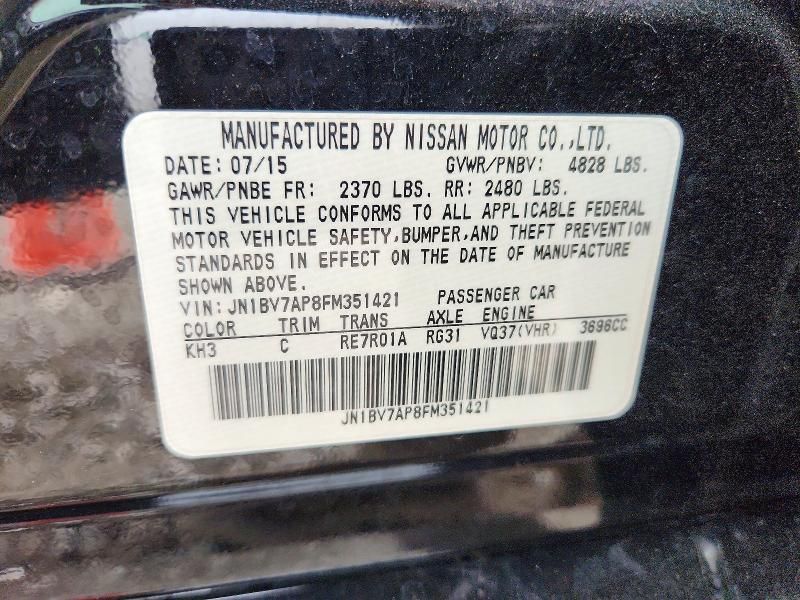 MANUFACTURED BY NISSAN MOTOR CO.,LTD.
DATE: 07/15 GVWR/PNBV: 4828 LBS.
GAWR/PNBE FR: 2370 LBS. RR: 2480 LBS.
THIS VEHICLE CONFORMS TO ALL APPLICABLE FEDERAL
MOTOR VEHICLE SAFETY,BUMPER,AND THEFT PREVENTION
STANDARDS IN EFFECT ON THE DATE OF MANUFACTURE
SHOWN ABOVE.
VIN:JN1BV7AP8FM351421 PASSENGER CAR
COLOR TRIM TRANS AXLE ENGINE
KH3 C RE7R01A RG31 VQ37(VHR) 3696CC
JN1BV7AP8FM351421